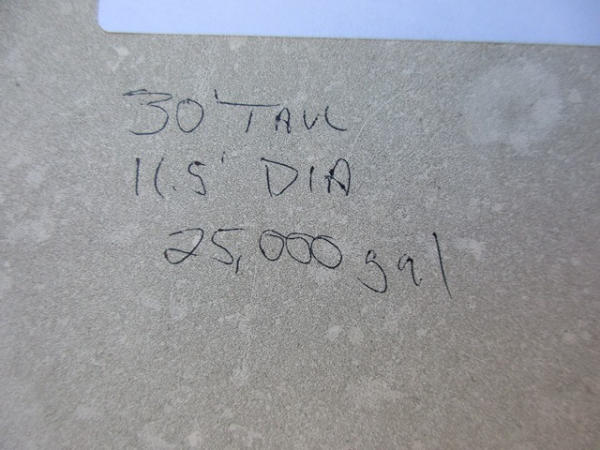 30' TALL
11.5' DIA
25,000 gal